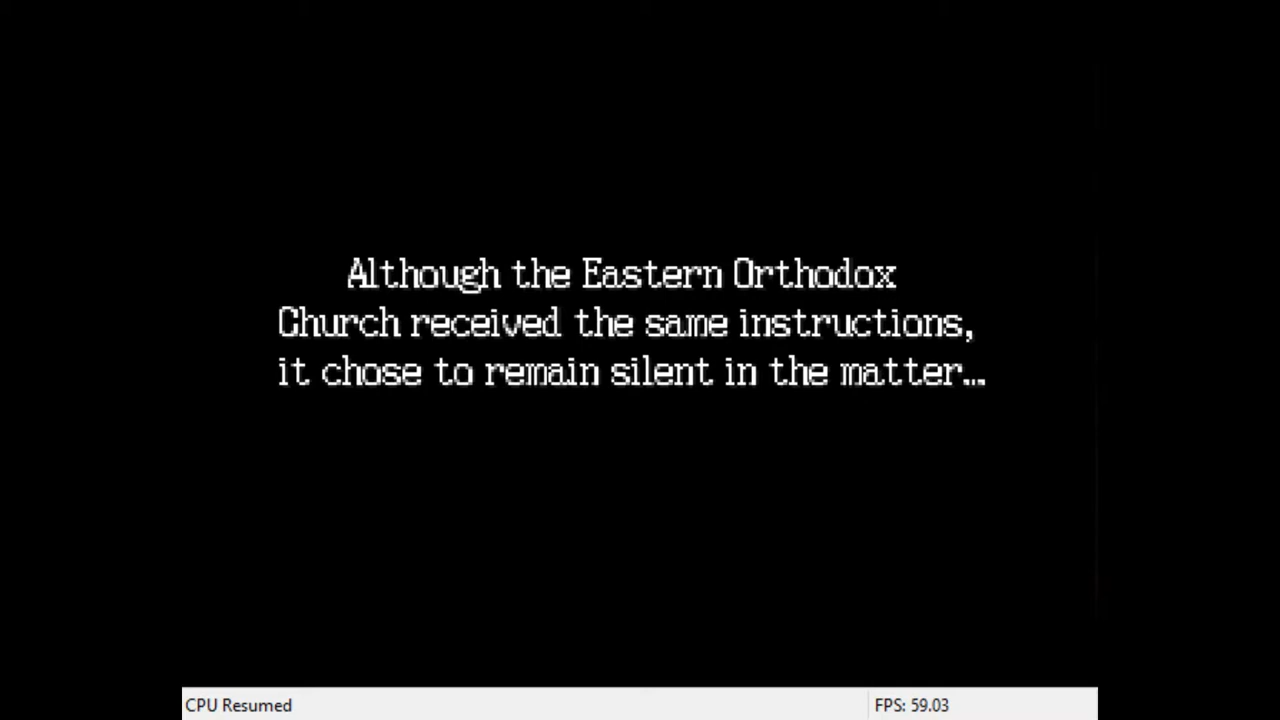 Although the Eastern Orthodox
Church received the same instructions,
it chose to remain silent in the matter...
CPU Resumed
FPS: 59.03